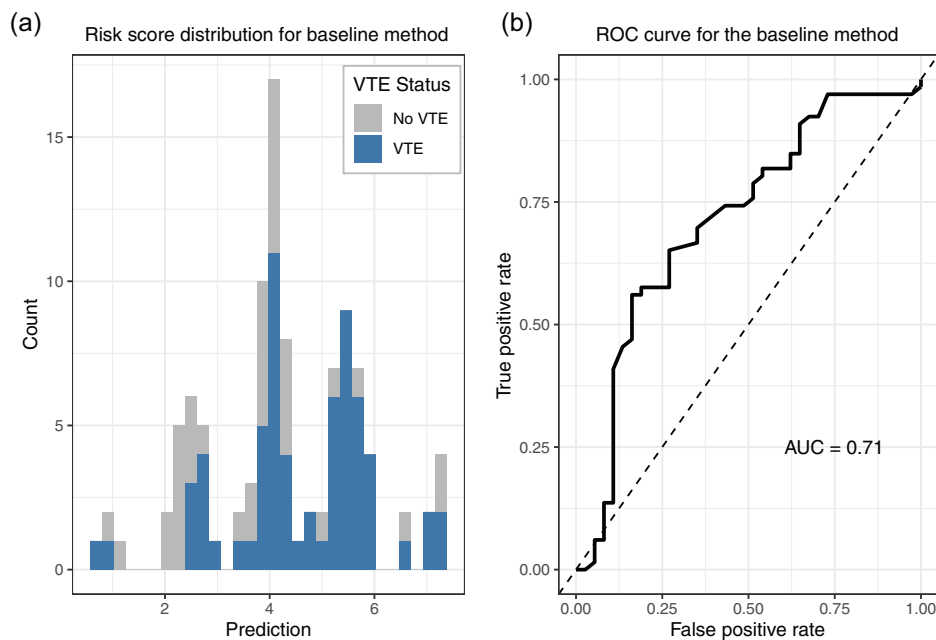 (a)
Risk score distribution for baseline method
VTE Status
No VTE
VTE
15
10
5
0
Count
2 4 6
Prediction
(b)
ROC curve for the baseline method
1.00
0.75
0.50
0.25
0.00
True positive rate
AUC = 0.71
0.00 0.25 0.50 0.75 1.00
False positive rate